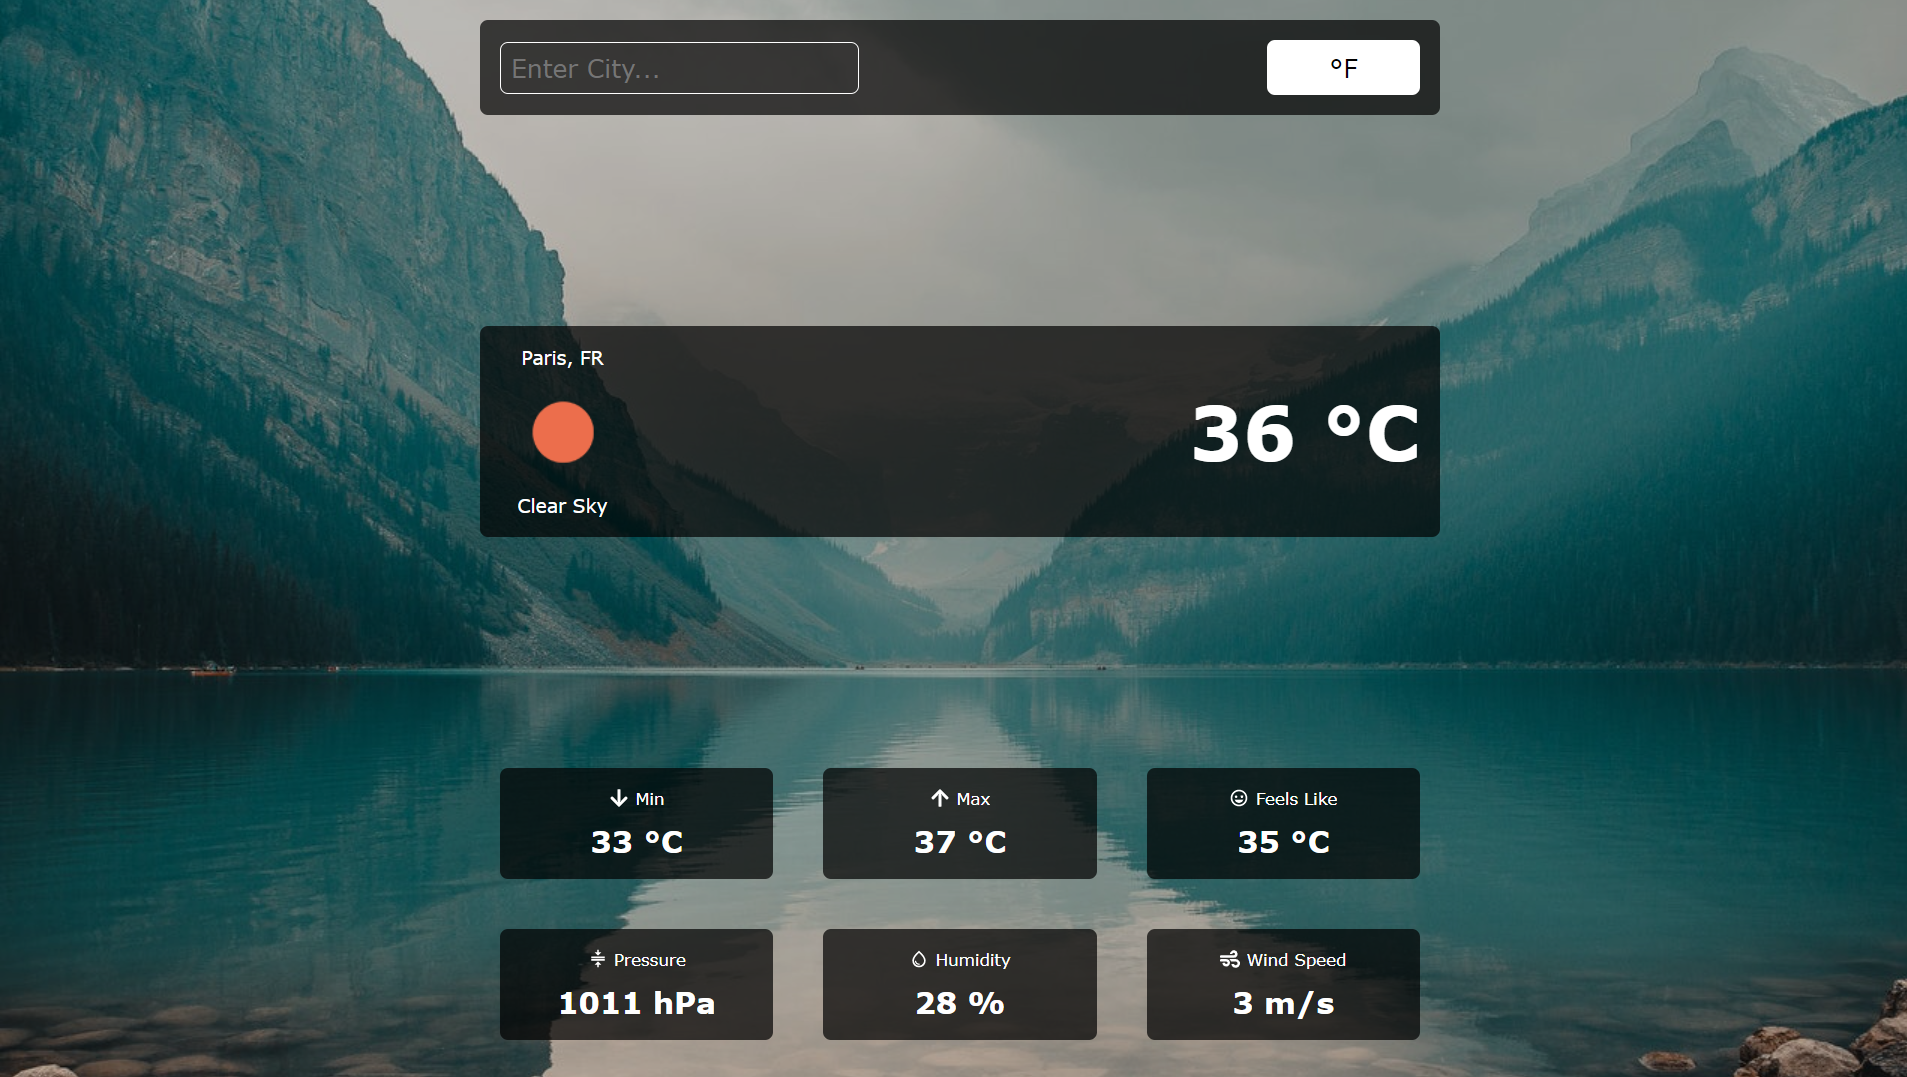 Enter City...
°F
Paris, FR
36 °C
Clear Sky
Min
33 °C
Max
37 °C
Feels Like
35 °C
Pressure
1011 hPa
Humidity
28 %
Wind Speed
3 m/s